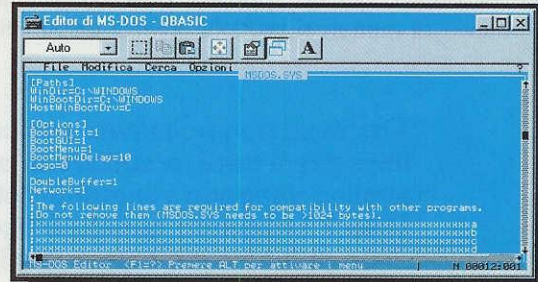 Editor di MS-DOS - QBASIC
Auto
A
File Modifica Cerca Opzioni ?
MSDOS.SYS
[Paths]
WinDir=C:\WINDOWS
WinBootDir=C:\WINDOWS
HostWinBootDrv=C
[Options]
BootMulti=1
BootGUI=1
BootMenu=1
BootMenuDelay=10
Logo=0
DoubleBuffer=1
Network=1
;
;The following lines are required for compatibility with other programs.
;Do not remove them (MSDOS.SYS needs to be >1024 bytes).
MS-DOS Editor <F1=?> Premere ALT per attivare i menu N 00012:001